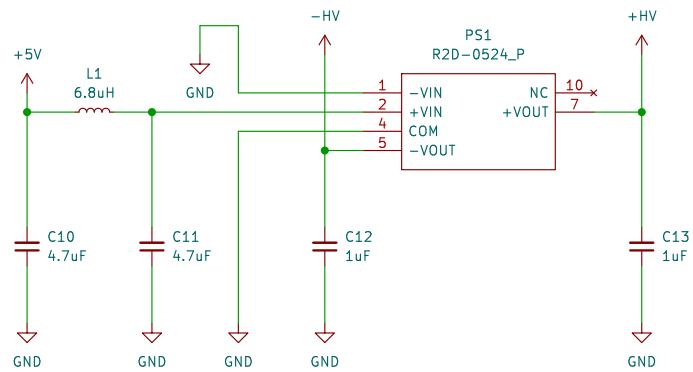 -HV
+HV
PS1
R2D-0524_P
+5V
L1
6.8uH
GND
1
-VIN
NC
10
2
+VIN
+VOUT
7
4
COM
5
-VOUT
C10
4.7uF
C11
4.7uF
C12
1uF
C13
1uF
GND
GND
GND
GND
GND